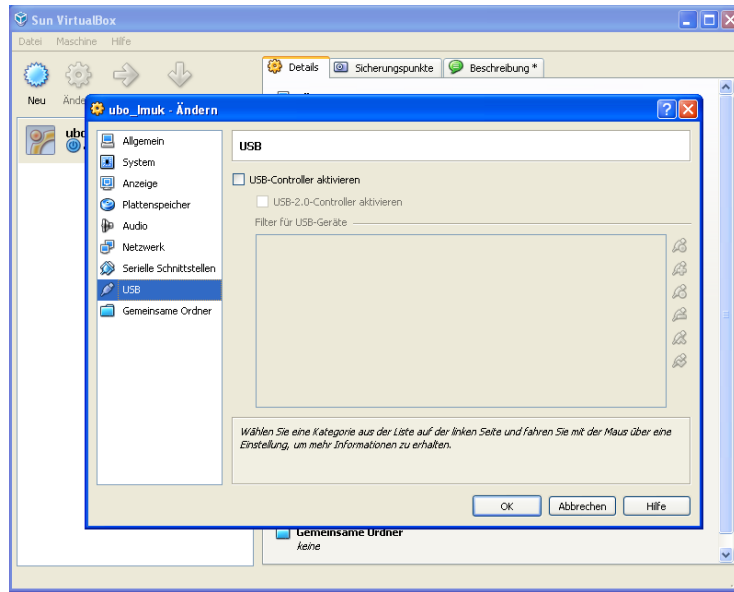 Sun VirtualBox
Datei Maschine Hilfe
Neu
Details Sicherungspunkte Beschreibung *
ubo_lmuk - Ändern
Allgemein
System
Anzeige
Plattenspeicher
Audio
Netzwerk
Serielle Schnittstellen
USB
Gemeinsame Ordner
USB
USB-Controller aktivieren
USB-2.0-Controller aktivieren
Filter für USB-Geräte
Wählen Sie eine Kategorie aus der Liste auf der linken Seite und fahren Sie mit der Maus über eine
Einstellung, um mehr Informationen zu erhalten.
OK Abbrechen Hilfe
Gemeinsame Ordner
keine